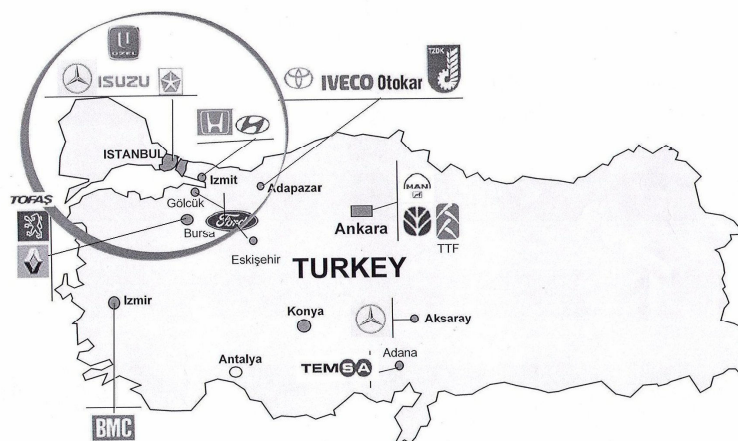 UZEL
ISUZU
IVECO Otokar
TZDK
ISTANBUL
Izmit
Adapazar
Gölcük
TOFAŞ
Bursa
Ford
Eskişehir
Ankara
MAN
TTF
TURKEY
Izmir
Konya
Aksaray
Antalya
TEMSA
Adana
BMC